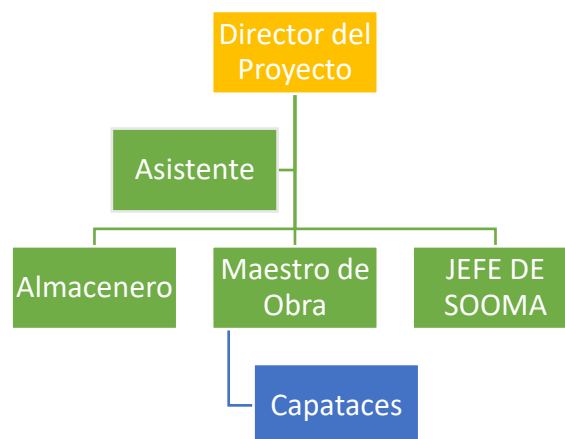 Director del
Proyecto
Asistente
Almacenero
Maestro de
Obra
JEFE DE
SOOMA
Capataces